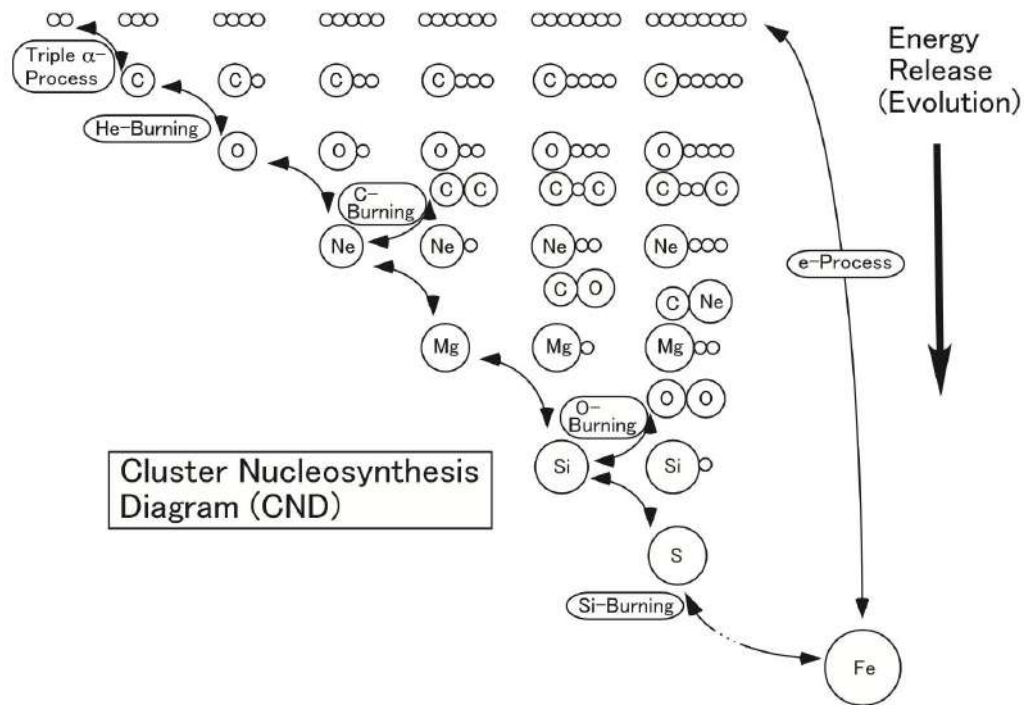 Triple α-
Process
Energy
Release
(Evolution)
C C C C C C
He-Burning
O O O O O
C-
Burning
C C C C C C
Ne Ne Ne Ne
e-Process
C O
C Ne
Mg Mg Mg
O-
Burning
O O
Si Si
Cluster Nucleosynthesis
Diagram (CND)
S
Si-Burning
Fe